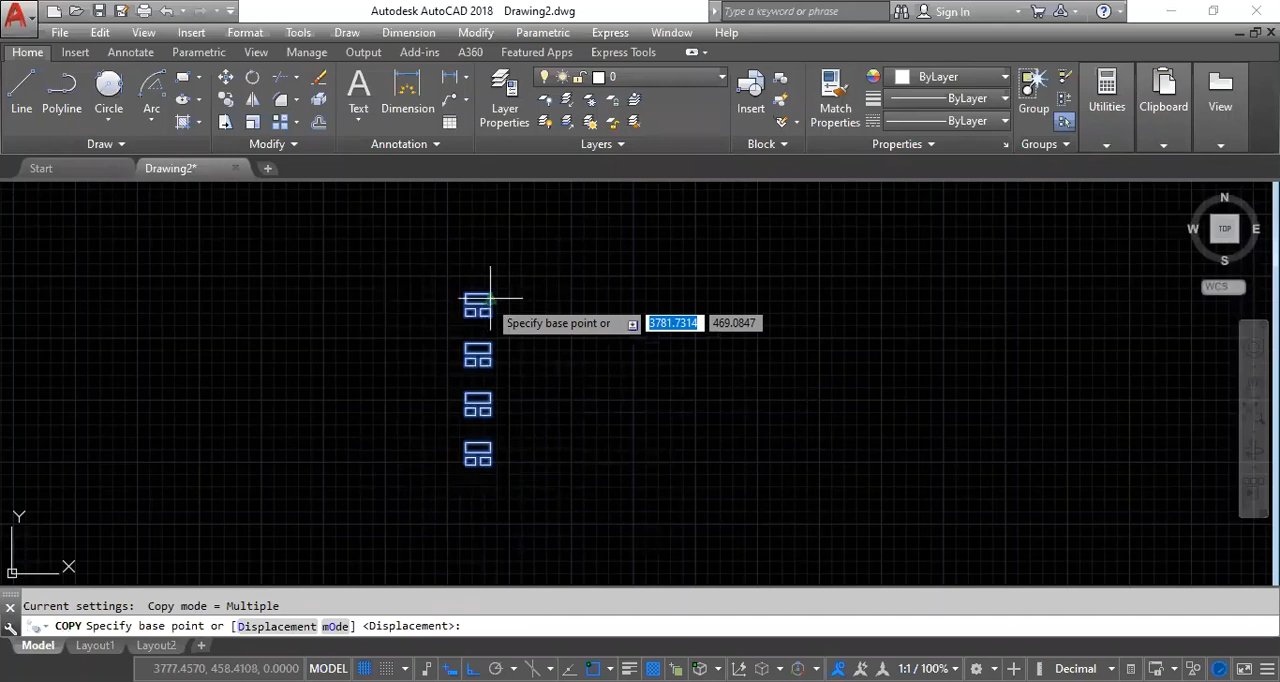 Autodesk AutoCAD 2018   Drawing2.dwg
Type a keyword or phrase
Sign In
File Edit View Insert Format Tools Draw Dimension Modify Parametric Express Window Help
Home Insert Annotate Parametric View Manage Output Add-ins A360 Featured Apps Express Tools
0
ByLayer
ByLayer
ByLayer
Line Polyline Circle Arc Text Dimension Layer Properties Insert Match Properties Group Utilities Clipboard View
Draw Modify Annotation Layers Block Properties Groups
Start Drawing2*
N
W TOP E
S
WCS
Specify base point or 3781.7314 469.0847
Y
X
Current settings:  Copy mode = Multiple
COPY Specify base point or [Displacement mOde] <Displacement>:
Model Layout1 Layout2
3777.4570, 458.4108, 0.0000 MODEL 1:1 / 100% Decimal